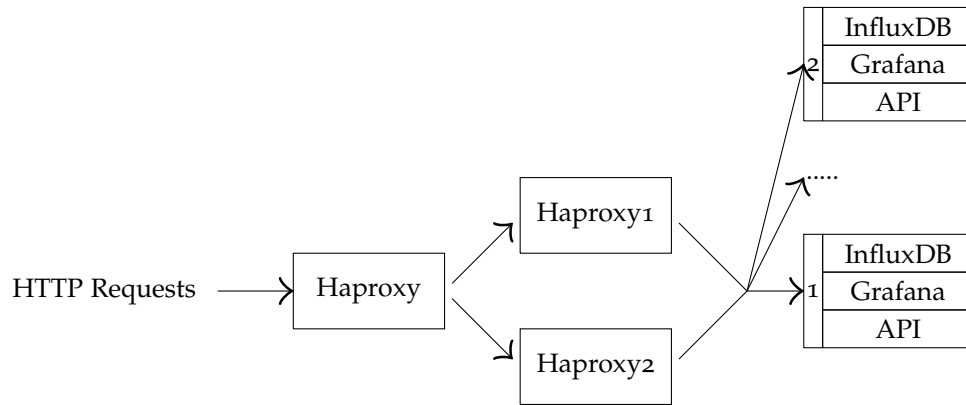 HTTP Requests
Haproxy
Haproxy1
Haproxy2
2
InfluxDB
Grafana
API
.....
1
InfluxDB
Grafana
API